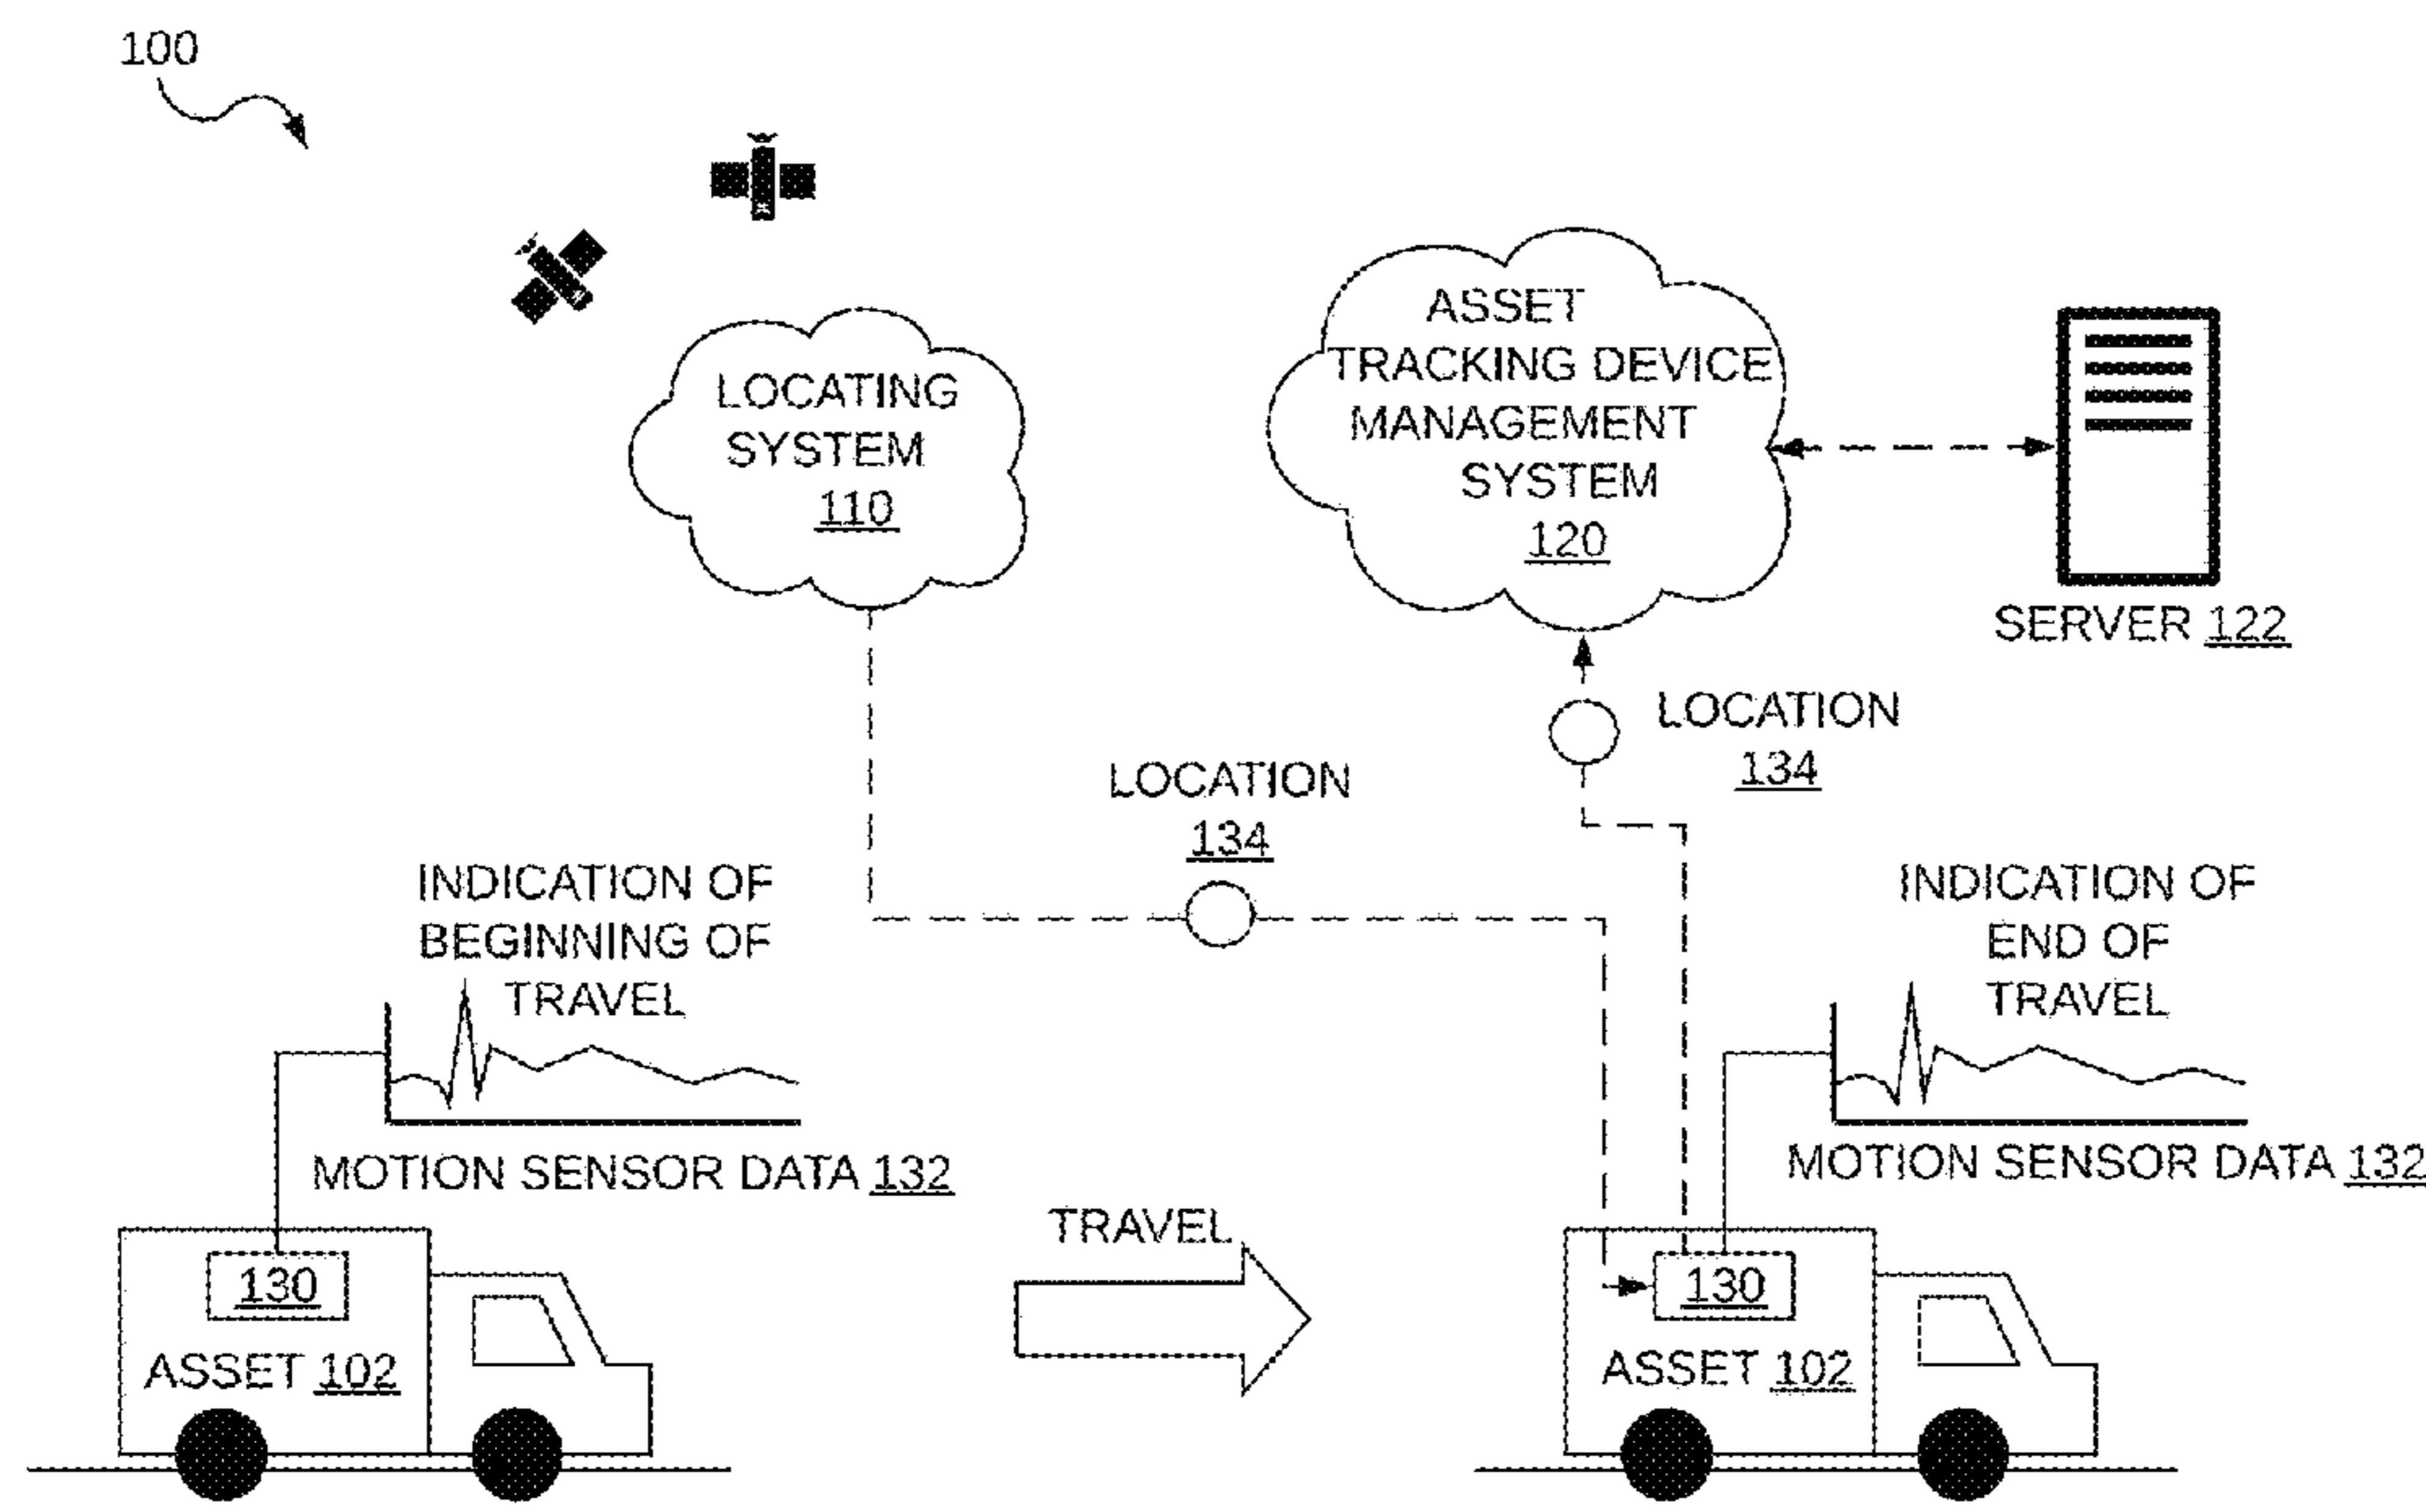 100
LOCATING
SYSTEM
110
ASSET
TRACKING DEVICE
MANAGEMENT
SYSTEM
120
SERVER 122
LOCATION
134
LOCATION
134
INDICATION OF
BEGINNING OF
TRAVEL
MOTION SENSOR DATA 132
INDICATION OF
END OF
TRAVEL
MOTION SENSOR DATA 132
TRAVEL
130
ASSET 102
130
ASSET 102